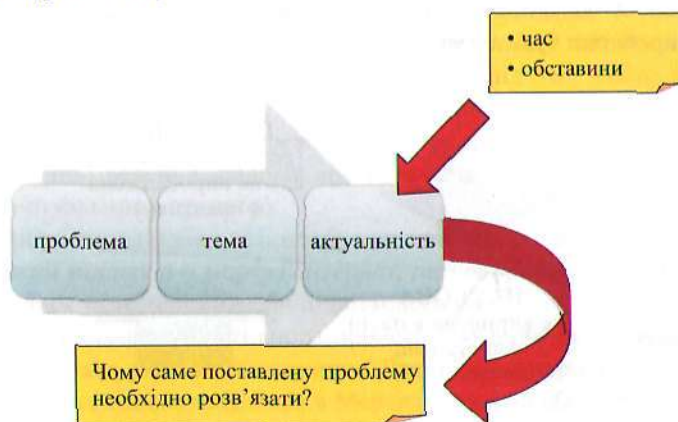 • час
• обставини
проблема
тема
актуальність
Чому саме поставлену проблему
необхідно розв’язати?